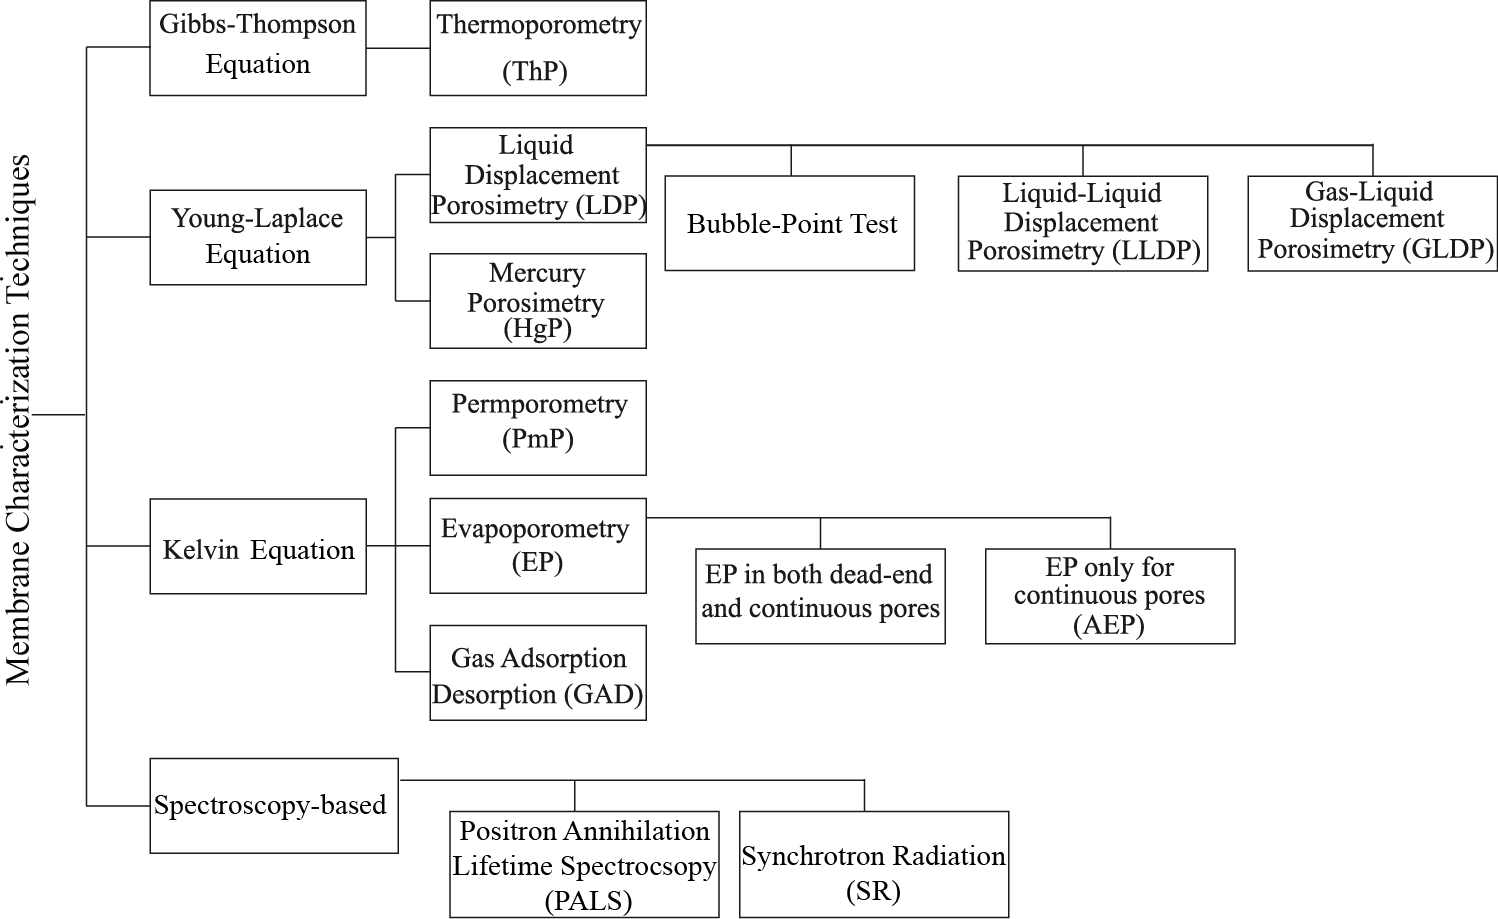 Membrane Characterization Techniques
Gibbs-Thompson
Equation
Thermoporometry
(ThP)
Young-Laplace
Equation
Liquid
Displacement
Porosimetry (LDP)
Bubble-Point Test
Liquid-Liquid
Displacement
Porosimetry (LLDP)
Gas-Liquid
Displacement
Porosimetry (GLDP)
Mercury
Porosimetry
(HgP)
Kelvin Equation
Permporometry
(PmP)
Evapoporometry
(EP)
EP in both dead-end
and continuous pores
EP only for
continuous pores
(AEP)
Gas Adsorption
Desorption (GAD)
Spectroscopy-based
Positron Annihilation
Lifetime Spectrocsopy
(PALS)
Synchrotron Radiation
(SR)